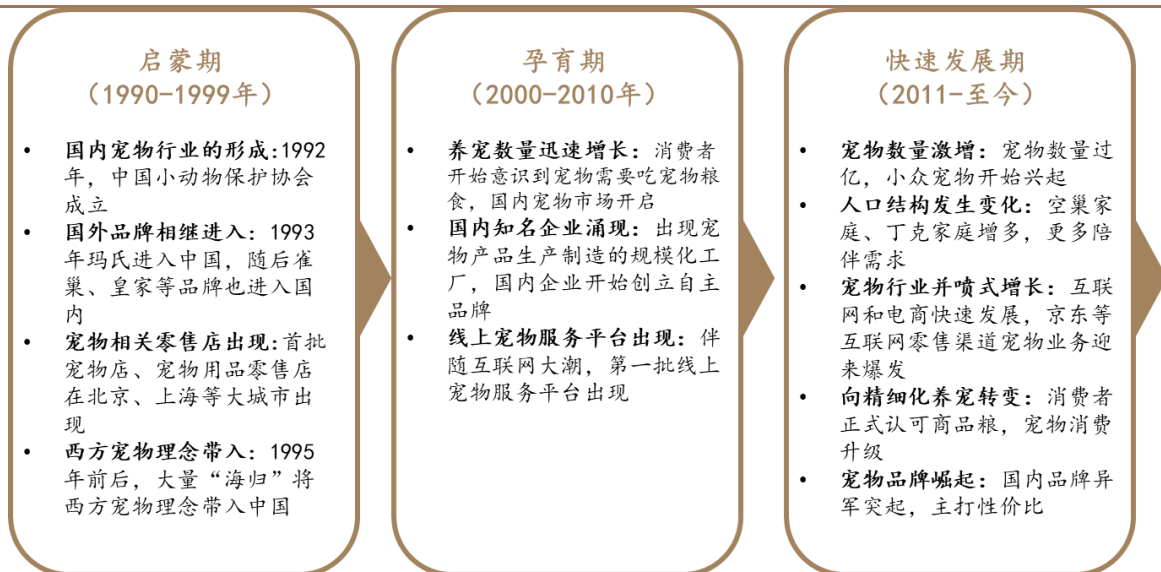 启蒙期
（1990-1999年）
• 国内宠物行业的形成:1992
年，中国小动物保护协会
成立
• 国外品牌相继进入：1993
年玛氏进入中国，随后雀
巢、皇家等品牌也进入国
内
• 宠物相关零售店出现:首批
宠物店、宠物用品零售店
在北京、上海等大城市出
现
• 西方宠物理念带入：1995
年前后，大量“海归”将
西方宠物理念带入中国
孕育期
（2000-2010年）
• 养宠数量迅速增长：消费者
开始意识到宠物需要吃宠物粮
食，国内宠物市场开启
• 国内知名企业涌现：出现宠
物产品生产制造的规模化工
厂，国内企业开始创立自主
品牌
• 线上宠物服务平台出现：伴
随互联网大潮，第一批线上
宠物服务平台出现
快速发展期
（2011-至今）
• 宠物数量激增：宠物数量过
亿，小众宠物开始兴起
• 人口结构发生变化：空巢家
庭、丁克家庭增多，更多陪
伴需求
• 宠物行业井喷式增长：互联
网和电商快速发展，京东等
互联网零售渠道宠物业务迎
来爆发
• 向精细化养宠转变：消费者
正式认可商品粮，宠物消费
升级
• 宠物品牌崛起：国内品牌异
军突起，主打性价比